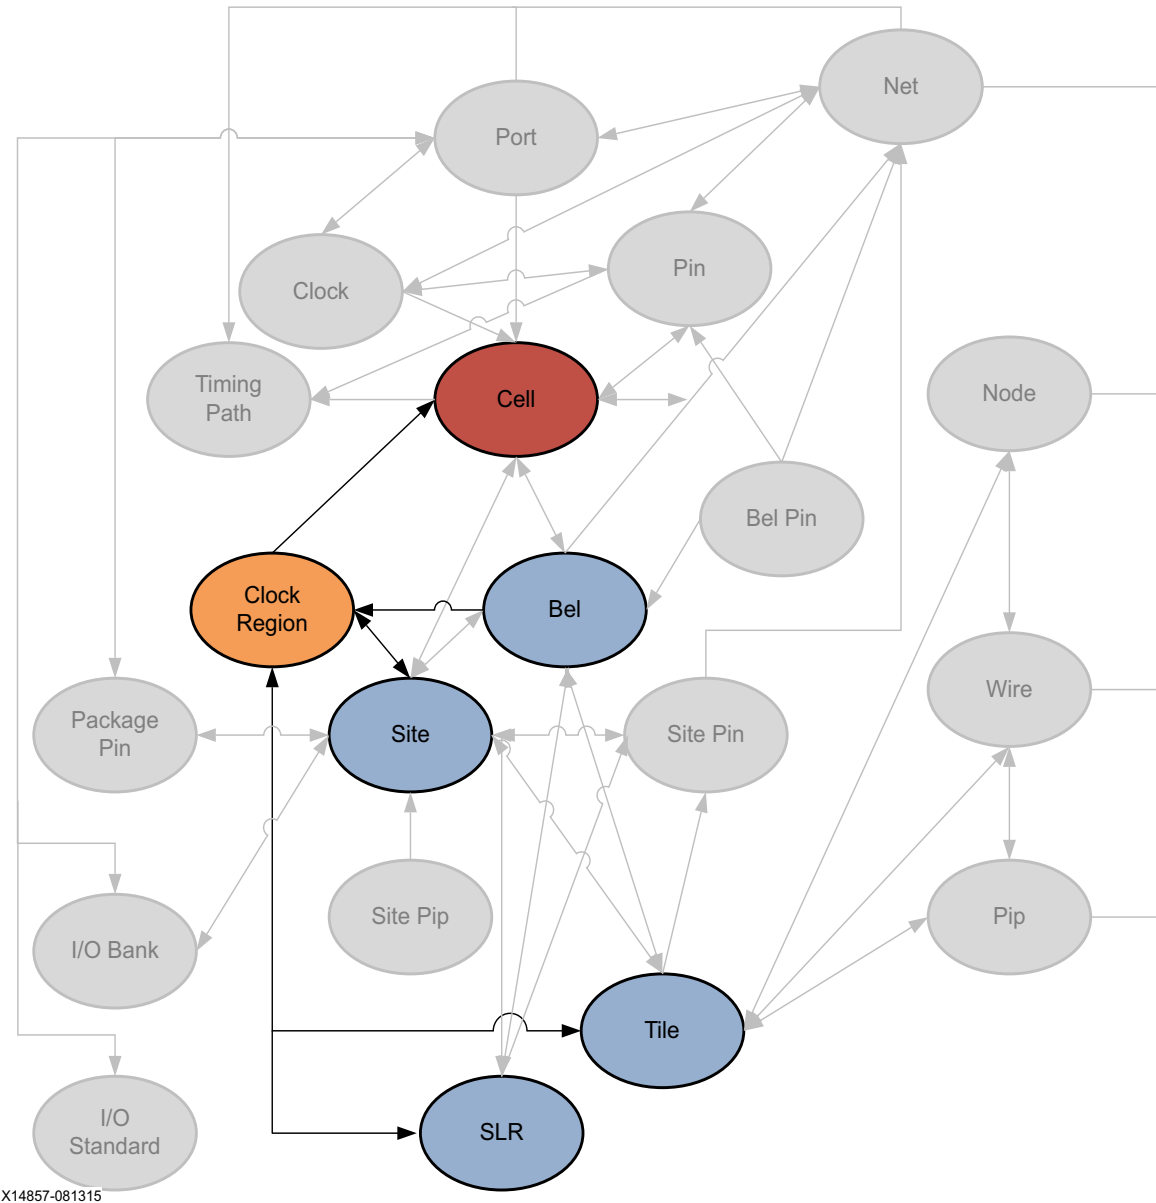 Net
Port
Pin
Clock
Timing
Path
Cell
Node
Bel Pin
Clock
Region
Bel
Wire
Package
Pin
Site
Site Pin
Site Pip
Pip
I/O Bank
Tile
I/O
Standard
SLR
X14857-081315